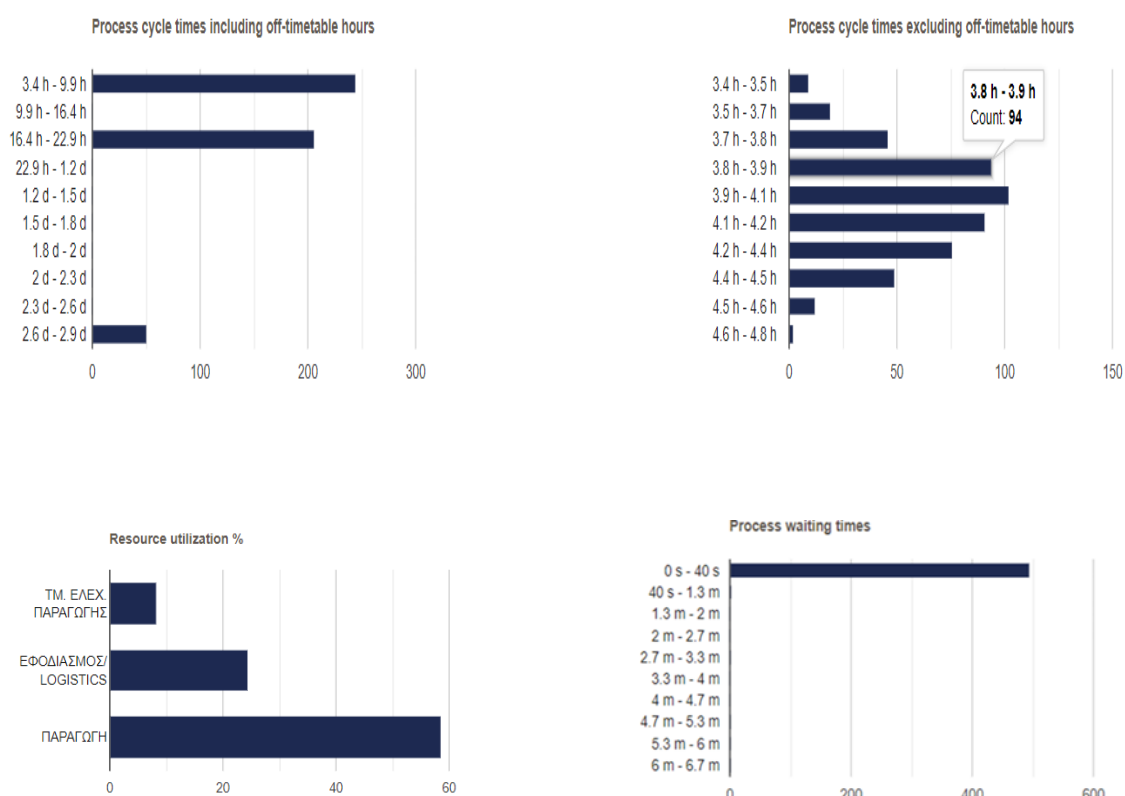 Process cycle times including off-timetable hours
3.4 h - 9.9 h
9.9 h - 16.4 h
16.4 h - 22.9 h
22.9 h - 1.2 d
1.2 d - 1.5 d
1.5 d - 1.8 d
1.8 d - 2 d
2 d - 2.3 d
2.3 d - 2.6 d
2.6 d - 2.9 d
0 100 200 300
Process cycle times excluding off-timetable hours
3.4 h - 3.5 h
3.5 h - 3.7 h
3.7 h - 3.8 h
3.8 h - 3.9 h
3.9 h - 4.1 h
4.1 h - 4.2 h
4.2 h - 4.4 h
4.4 h - 4.5 h
4.5 h - 4.6 h
4.6 h - 4.8 h
3.8 h - 3.9 h
Count: 94
0 50 100 150
Resource utilization %
ΤΜ. ΕΛΕΧ.
ΠΑΡΑΓΩΓΗΣ
ΕΦΟΔΙΑΣΜΟΣ/
LOGISTICS
ΠΑΡΑΓΩΓΗ
0 20 40 60
Process waiting times
0 s - 40 s
40 s - 1.3 m
1.3 m - 2 m
2 m - 2.7 m
2.7 m - 3.3 m
3.3 m - 4 m
4 m - 4.7 m
4.7 m - 5.3 m
5.3 m - 6 m
6 m - 6.7 m
0 200 400 600